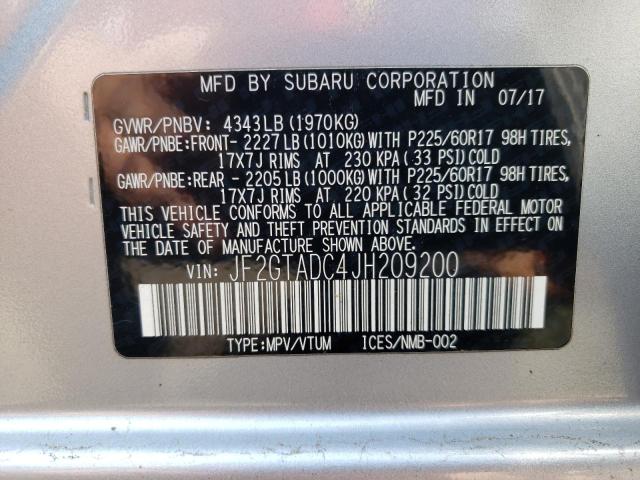 MFD BY SUBARU CORPORATION
MFD IN 07/17
GVWR/PNBV: 4343LB(1970KG)
GAWR/PNBE:FRONT- 2227LB(1010KG) WITH P225/60R17 98H TIRES,
17X7J RIMS AT 230 KPA( 33 PSI) COLD
GAWR/PNBE:REAR - 2205LB(1000KG) WITH P225/60R17 98H TIRES,
17X7J RIMS AT 220 KPA( 32 PSI) COLD
THIS VEHICLE CONFORMS TO ALL APPLICABLE FEDERAL MOTOR
VEHICLE SAFETY AND THEFT PREVENTION STANDARDS IN EFFECT ON
THE DATE OF MANUFACTURE SHOWN ABOVE.
VIN: JF2GTADC4JH209200
TYPE:MPV/VTUM ICES/NMB-002